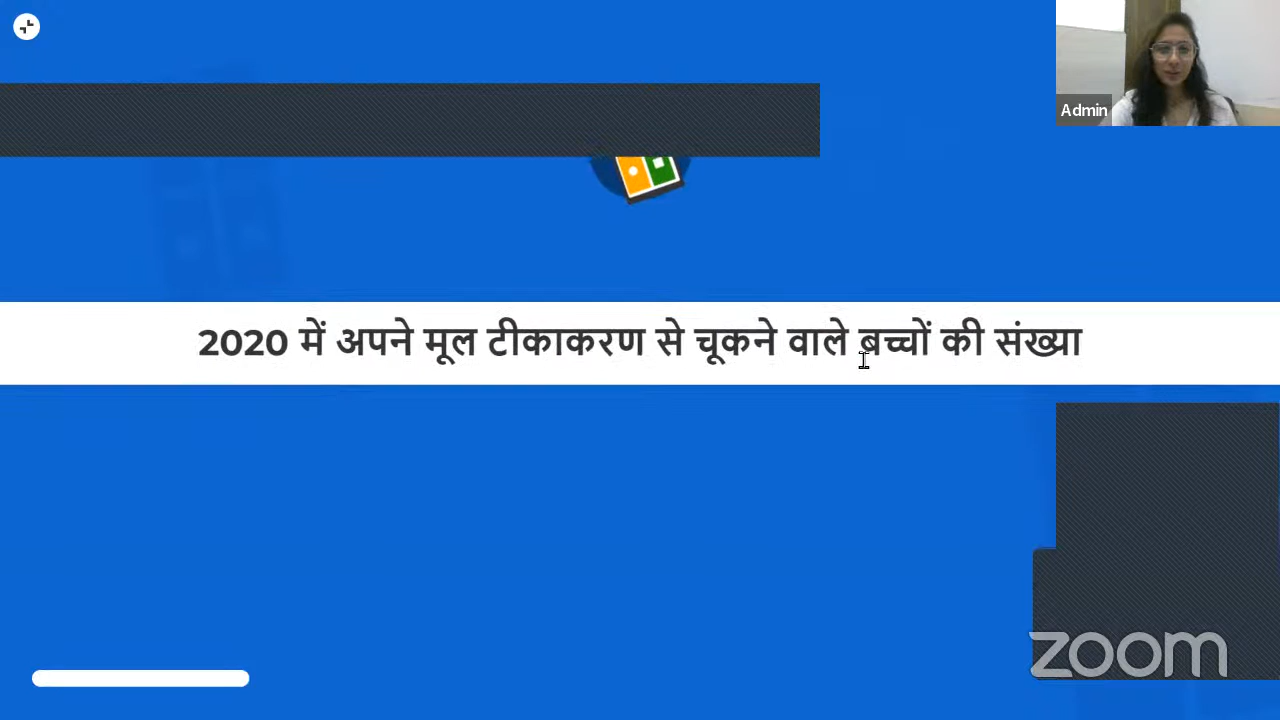 Admin
2020 में अपने मूल टीकाकरण से चूकने वाले बच्चों की संख्या
zoom